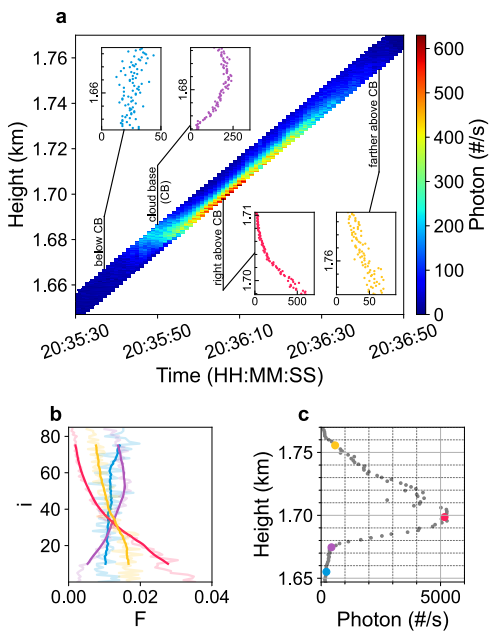 a
1.77
1.76
1.74
1.72
1.70
1.68
1.66
Height (km)
1.66
0
50
1.68
0
250
below CB
cloud base
(CB)
right above CB
farther above CB
1.71
1.70
0
500
1.76
0
50
600
500
400
300
200
100
0
Photon (#/s)
20:35:30
20:35:50
20:36:10
20:36:30
20:36:50
Time (HH:MM:SS)
b
80
60
40
20
i
0.00
0.02
0.04
F
c
1.75
1.70
1.65
Height (km)
0
5000
Photon (#/s)